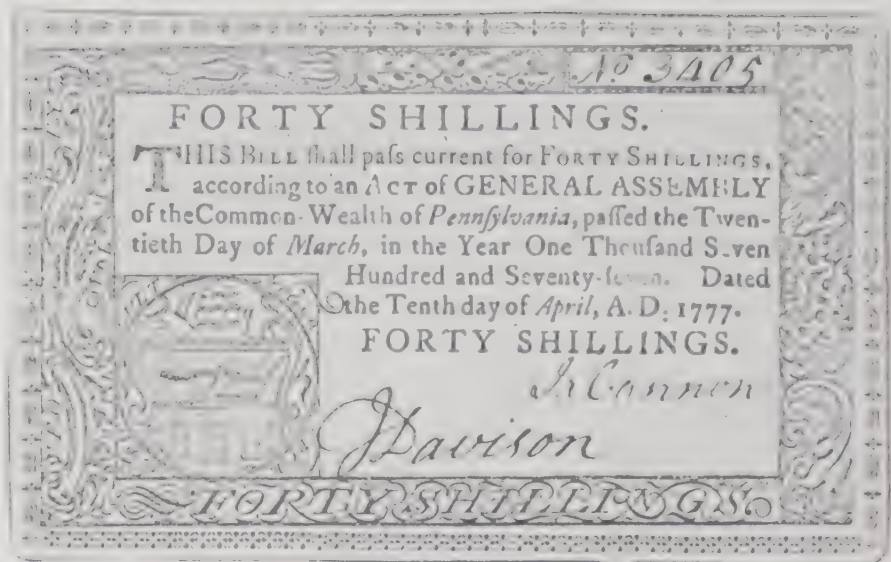 No 3405
FORTY SHILLINGS.
THIS BILL ſhall paſs current for FORTY SHILLINGS,
according to an ACT of GENERAL ASSEMBLY
of the Common-Wealth of Pennſylvania, paſſed the Twen-
tieth Day of March, in the Year One Thouſand Seven
Hundred and Seventy-ſeven. Dated
the Tenth day of April, A. D. 1777.
FORTY SHILLINGS.
Js Cannon
J Davison
FORTY SHILLINGS